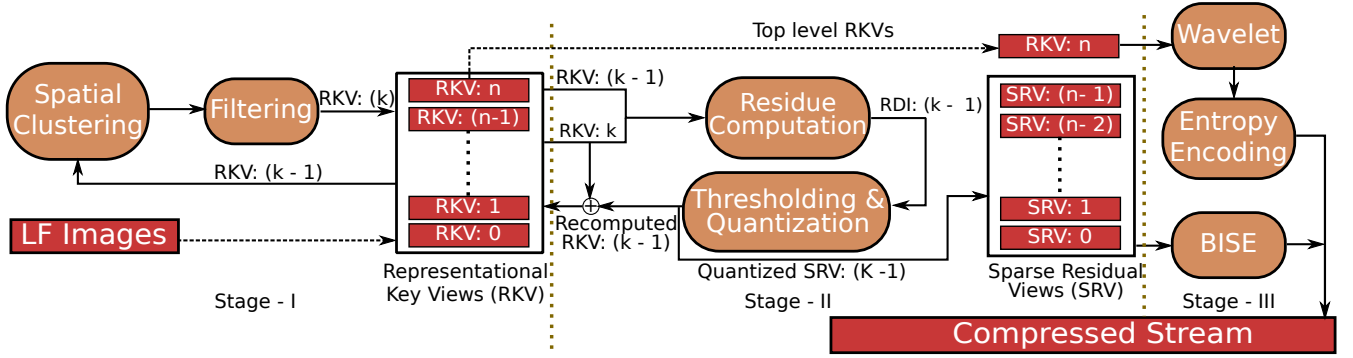 Spatial
Clustering
Filtering
RKV: (k)
RKV: (k - 1)
LF Images
RKV: n
RKV: (n-1)
RKV: 1
RKV: 0
Representational
Key Views (RKV)
Stage - I
Top level RKVs
RKV: (k - 1)
RKV: k
Residue
Computation
RDI: (k - 1)
Thresholding &
Quantization
Recomputed
RKV: (k - 1)
Quantized SRV: (K -1)
Stage - II
RKV: n
SRV: (n- 1)
SRV: (n- 2)
SRV: 1
SRV: 0
Sparse Residual
Views (SRV)
Wavelet
Entropy
Encoding
BISE
Stage - III
Compressed Stream